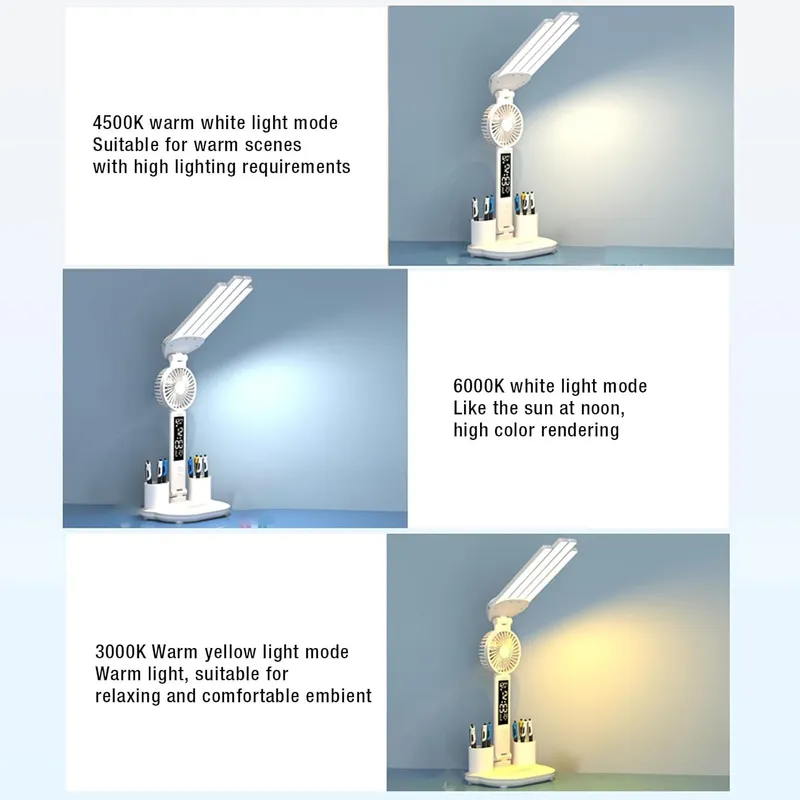 4500K warm white light mode
Suitable for warm scenes
with high lighting requirements
6000K white light mode
Like the sun at noon,
high color rendering
3000K Warm yellow light mode
Warm light, suitable for
relaxing and comfortable embient